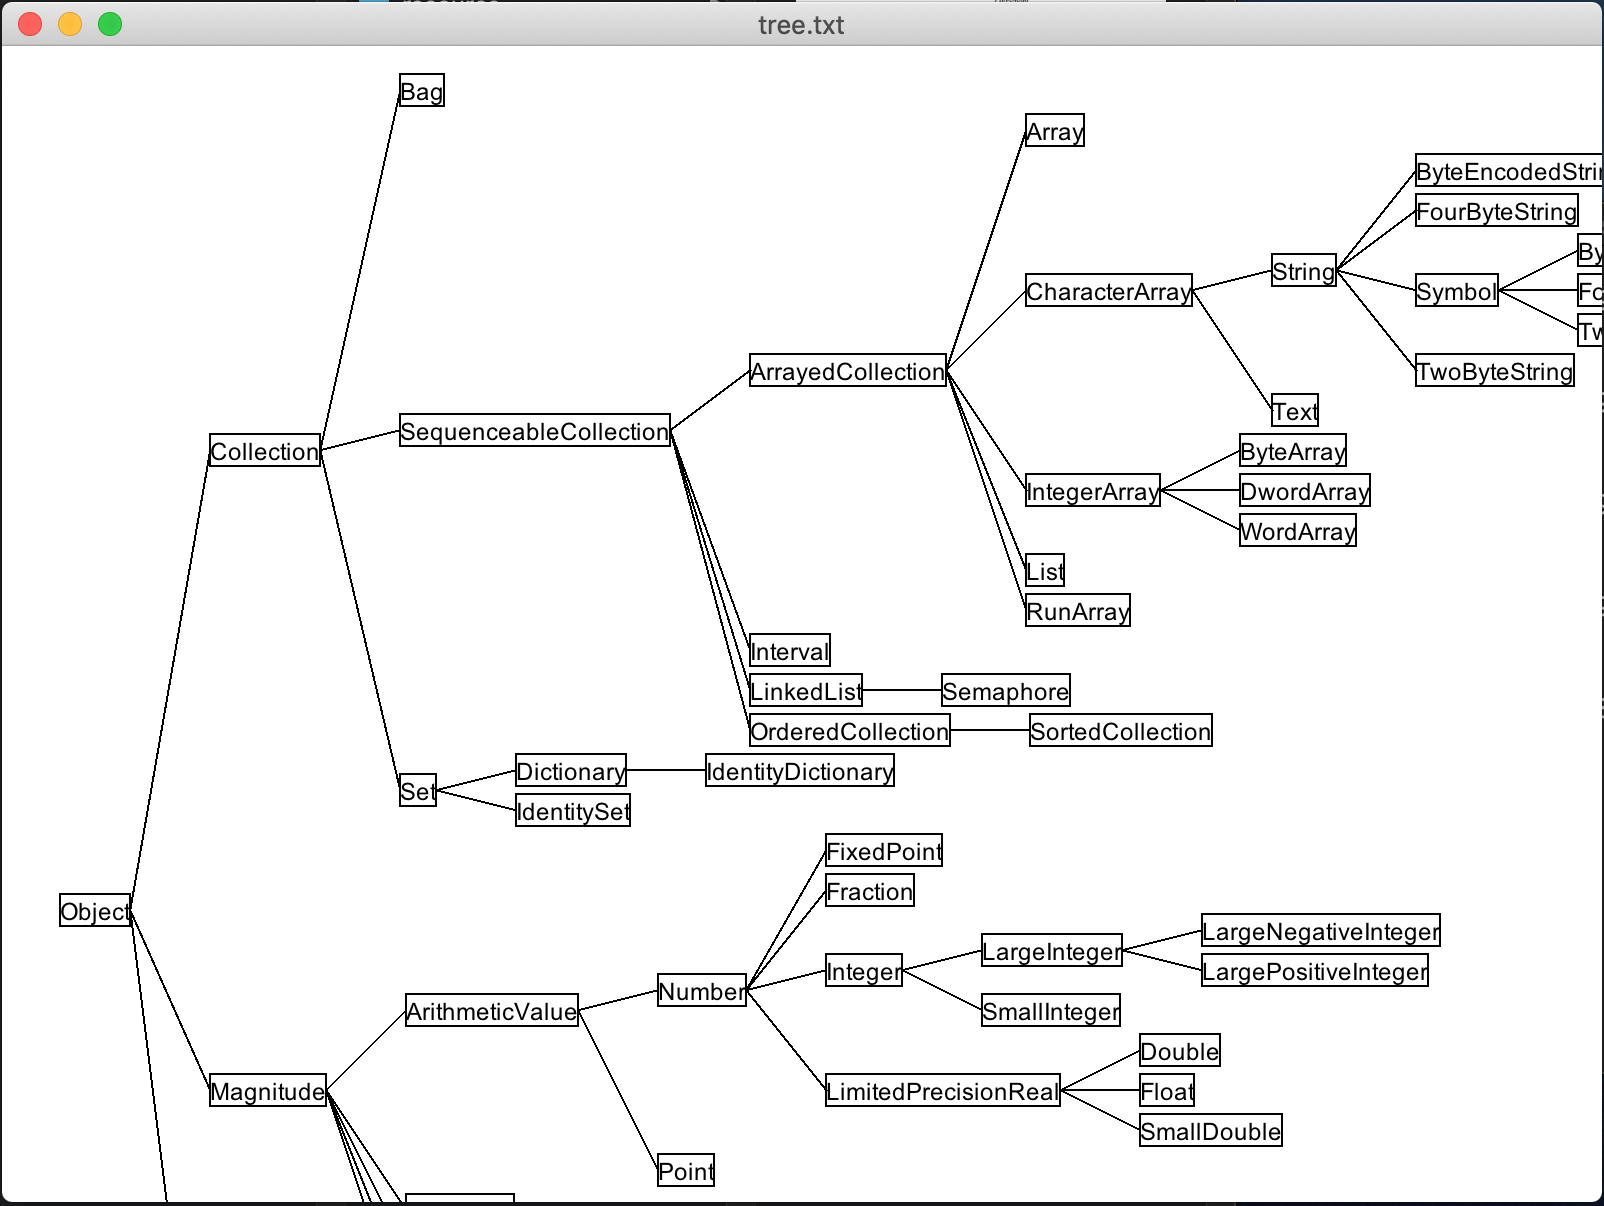 tree.txt
Bag
Array
ByteEncodedStri
FourByteString
By
String
CharacterArray
Symbol
Fo
Tw
ArrayedCollection
TwoByteString
Text
SequenceableCollection
Collection
ByteArray
IntegerArray
DwordArray
WordArray
List
RunArray
Interval
LinkedList
Semaphore
OrderedCollection
SortedCollection
Set
Dictionary
IdentityDictionary
IdentitySet
FixedPoint
Fraction
Object
LargeNegativeInteger
LargeInteger
Integer
LargePositiveInteger
Number
ArithmeticValue
SmallInteger
Double
Magnitude
LimitedPrecisionReal
Float
SmallDouble
Point